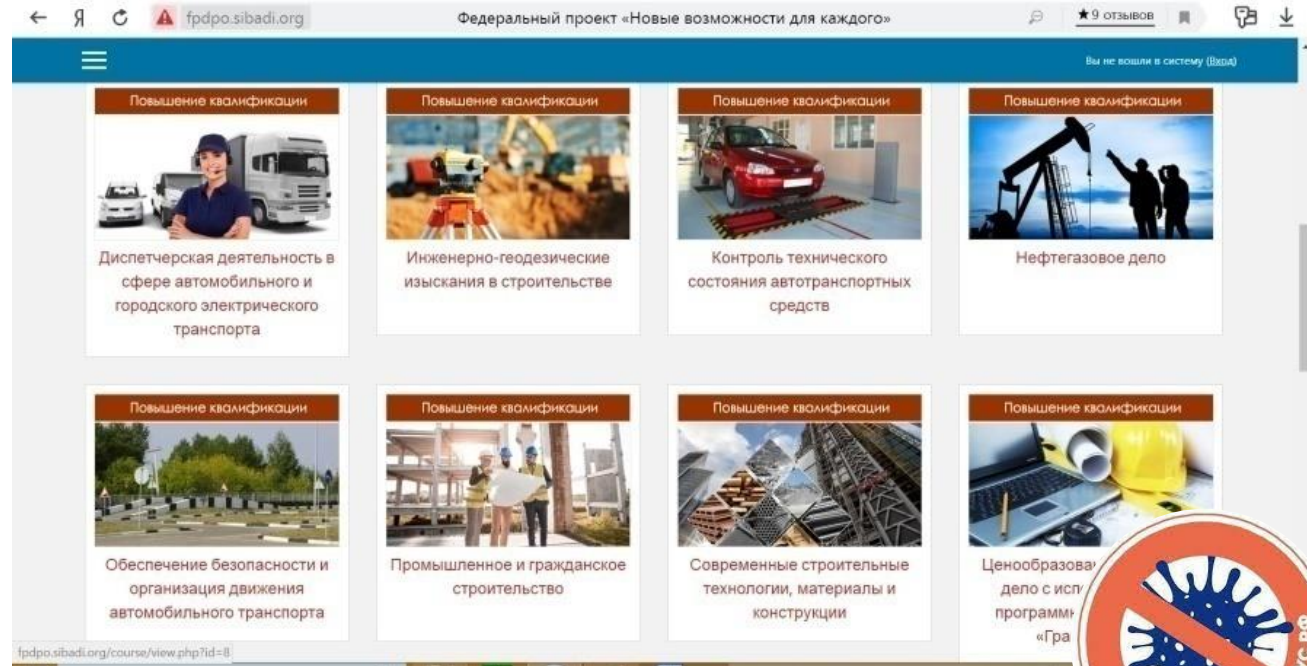 Я fpdpo.sibadi.org Федеральный проект «Новые возможности для каждого» ★9 отзывов
Вы не вошли в систему (Вход)
Повышение квалификации
Диспетчерская деятельность в
сфере автомобильного и
городского электрического
транспорта
Повышение квалификации
Инженерно-геодезические
изыскания в строительстве
Повышение квалификации
Контроль технического
состояния автотранспортных
средств
Повышение квалификации
Нефтегазовое дело
Повышение квалификации
Обеспечение безопасности и
организация движения
автомобильного транспорта
Повышение квалификации
Промышленное и гражданское
строительство
Повышение квалификации
Современные строительные
технологии, материалы и
конструкции
Повышение квалификации
дело с
«Гра
fpdpo.sibadi.org/course/view.php?id=8